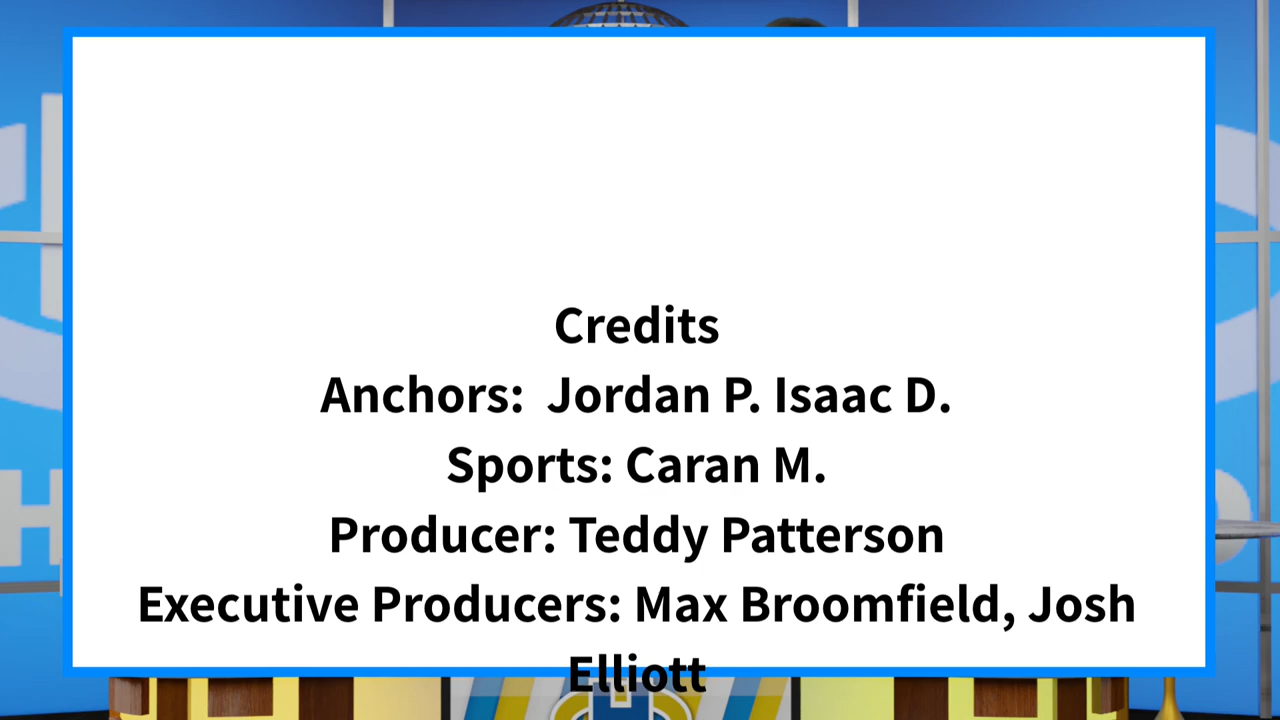 Credits
Anchors:  Jordan P. Isaac D.
Sports: Caran M.
Producer: Teddy Patterson
Executive Producers: Max Broomfield, Josh
Elliott